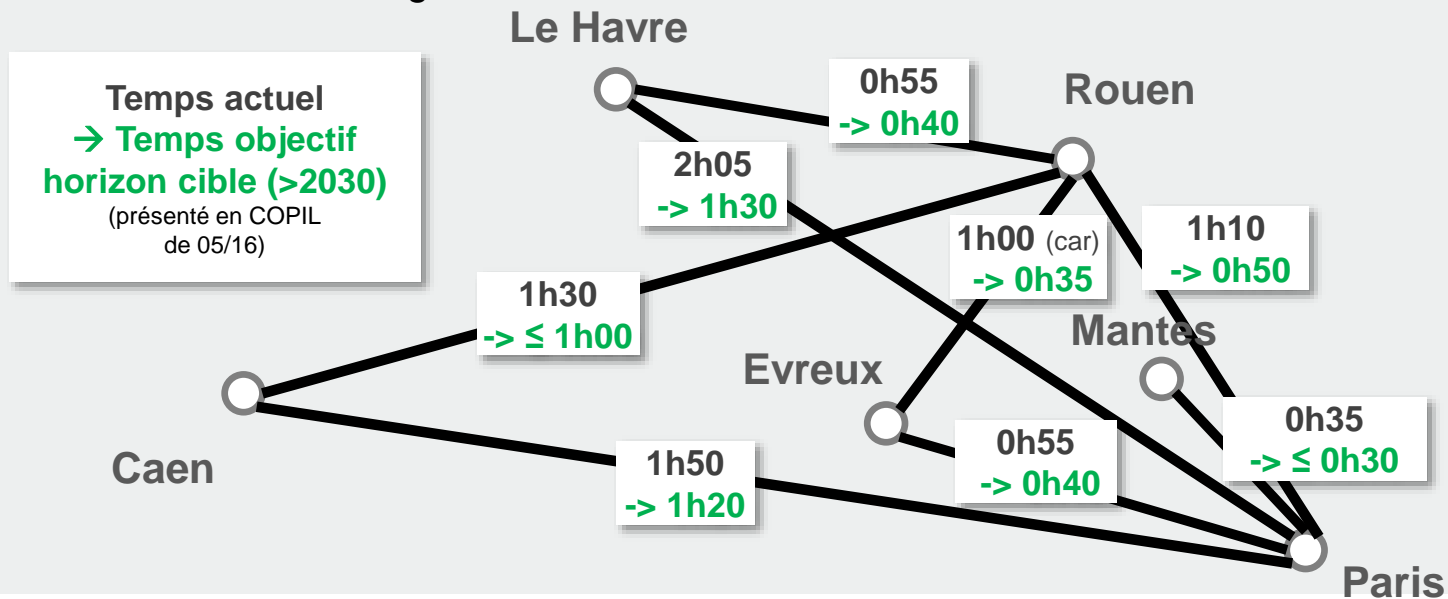 Le Havre
Temps actuel
→ Temps objectif
horizon cible (>2030)
(présenté en COPIL
de 05/16)
0h55
-> 0h40
Rouen
2h05
-> 1h30
1h00 (car)
-> 0h35
1h10
-> 0h50
1h30
-> ≤ 1h00
Mantes
Evreux
0h35
-> ≤ 0h30
Caen
1h50
-> 1h20
0h55
-> 0h40
Paris